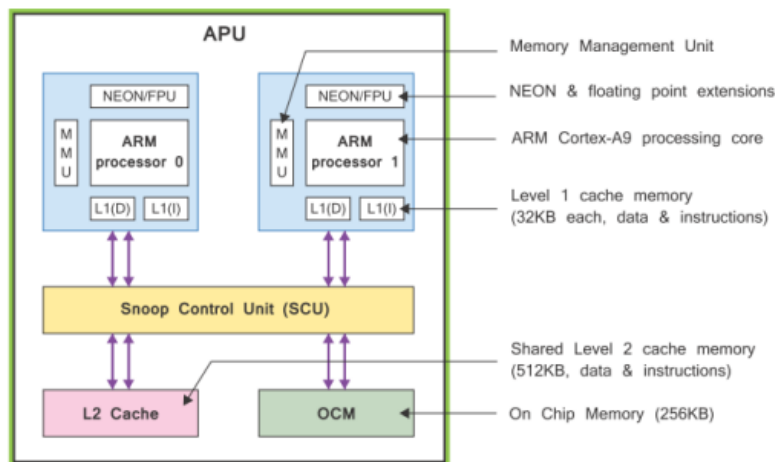 APU
NEON/FPU
M
M
U
ARM
processor 0
L1(D)
L1(I)
NEON/FPU
M
M
U
ARM
processor 1
L1(D)
L1(I)
Snoop Control Unit (SCU)
L2 Cache
OCM
Memory Management Unit
NEON & floating point extensions
ARM Cortex-A9 processing core
Level 1 cache memory
(32KB each, data & instructions)
Shared Level 2 cache memory
(512KB, data & instructions)
On Chip Memory (256KB)